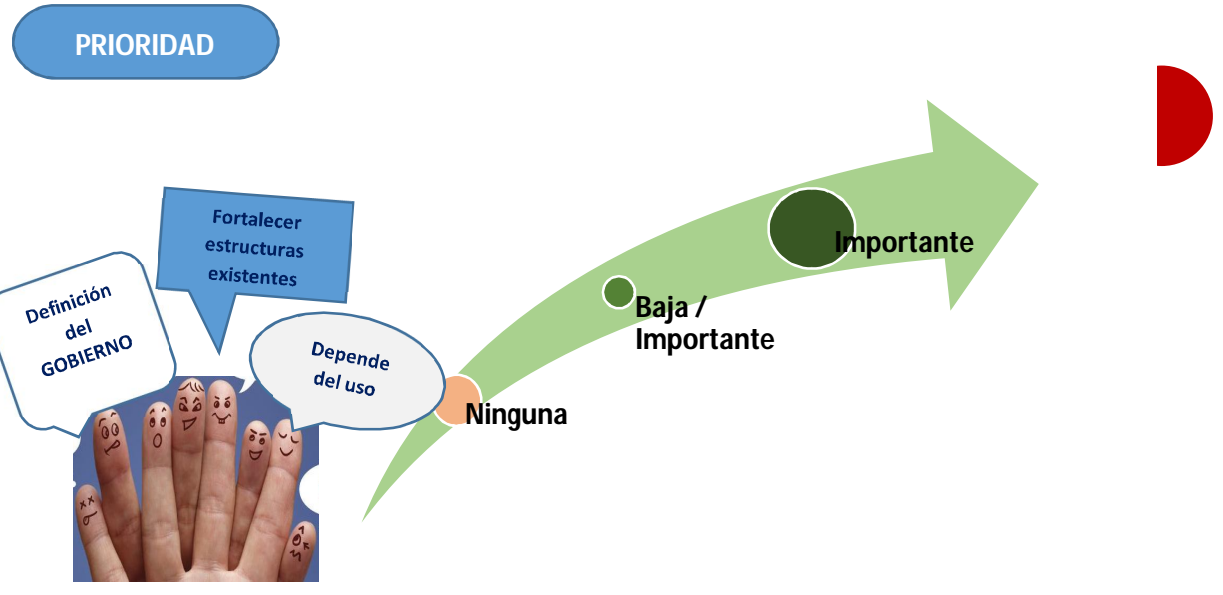 PRIORIDAD
Fortalecer
estructuras
existentes
Definición
del
GOBIERNO
Depende
del uso
Importante
Baja /
Importante
Ninguna